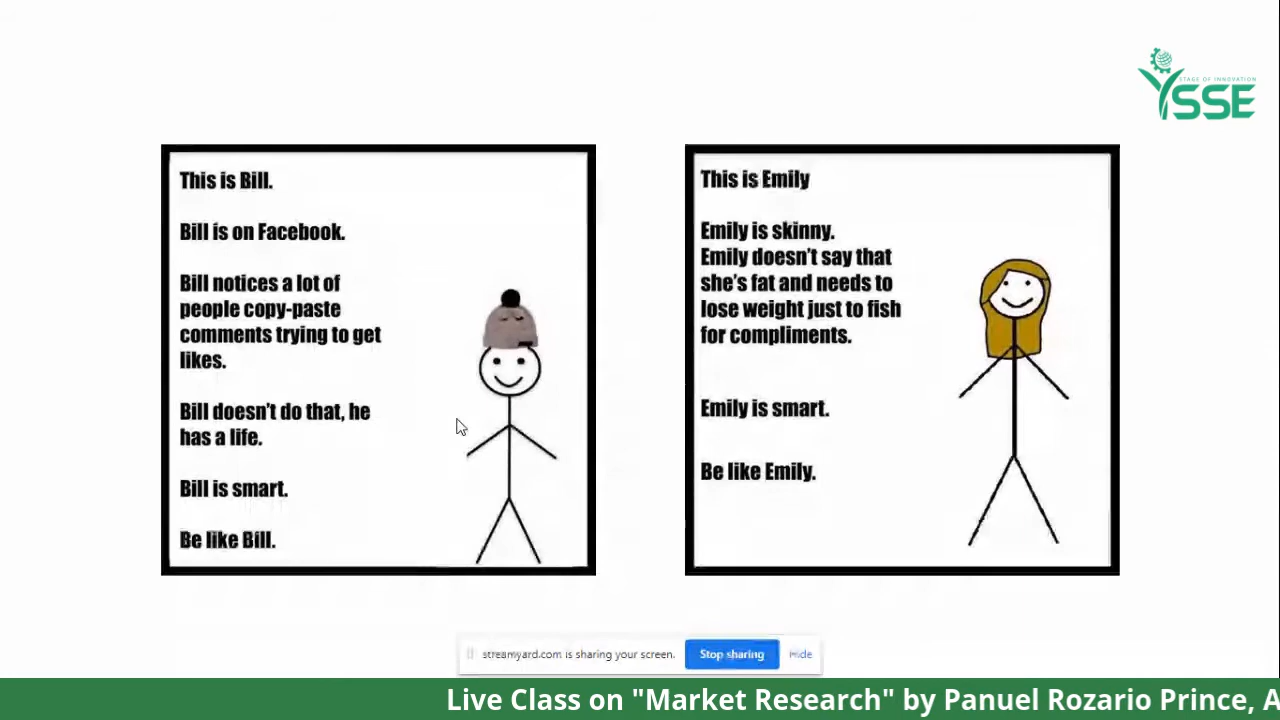 STAGE OF INNOVATION
YSSE
This is Bill.
Bill is on Facebook.
Bill notices a lot of
people copy-paste
comments trying to get
likes.
Bill doesn't do that, he
has a life.
Bill is smart.
Be like Bill.
This is Emily
Emily is skinny.
Emily doesn't say that
she's fat and needs to
lose weight just to fish
for compliments.
Emily is smart.
Be like Emily.
streamyard.com is sharing your screen. Stop sharing Hide
Live Class on "Market Research" by Panuel Rozario Prince, A